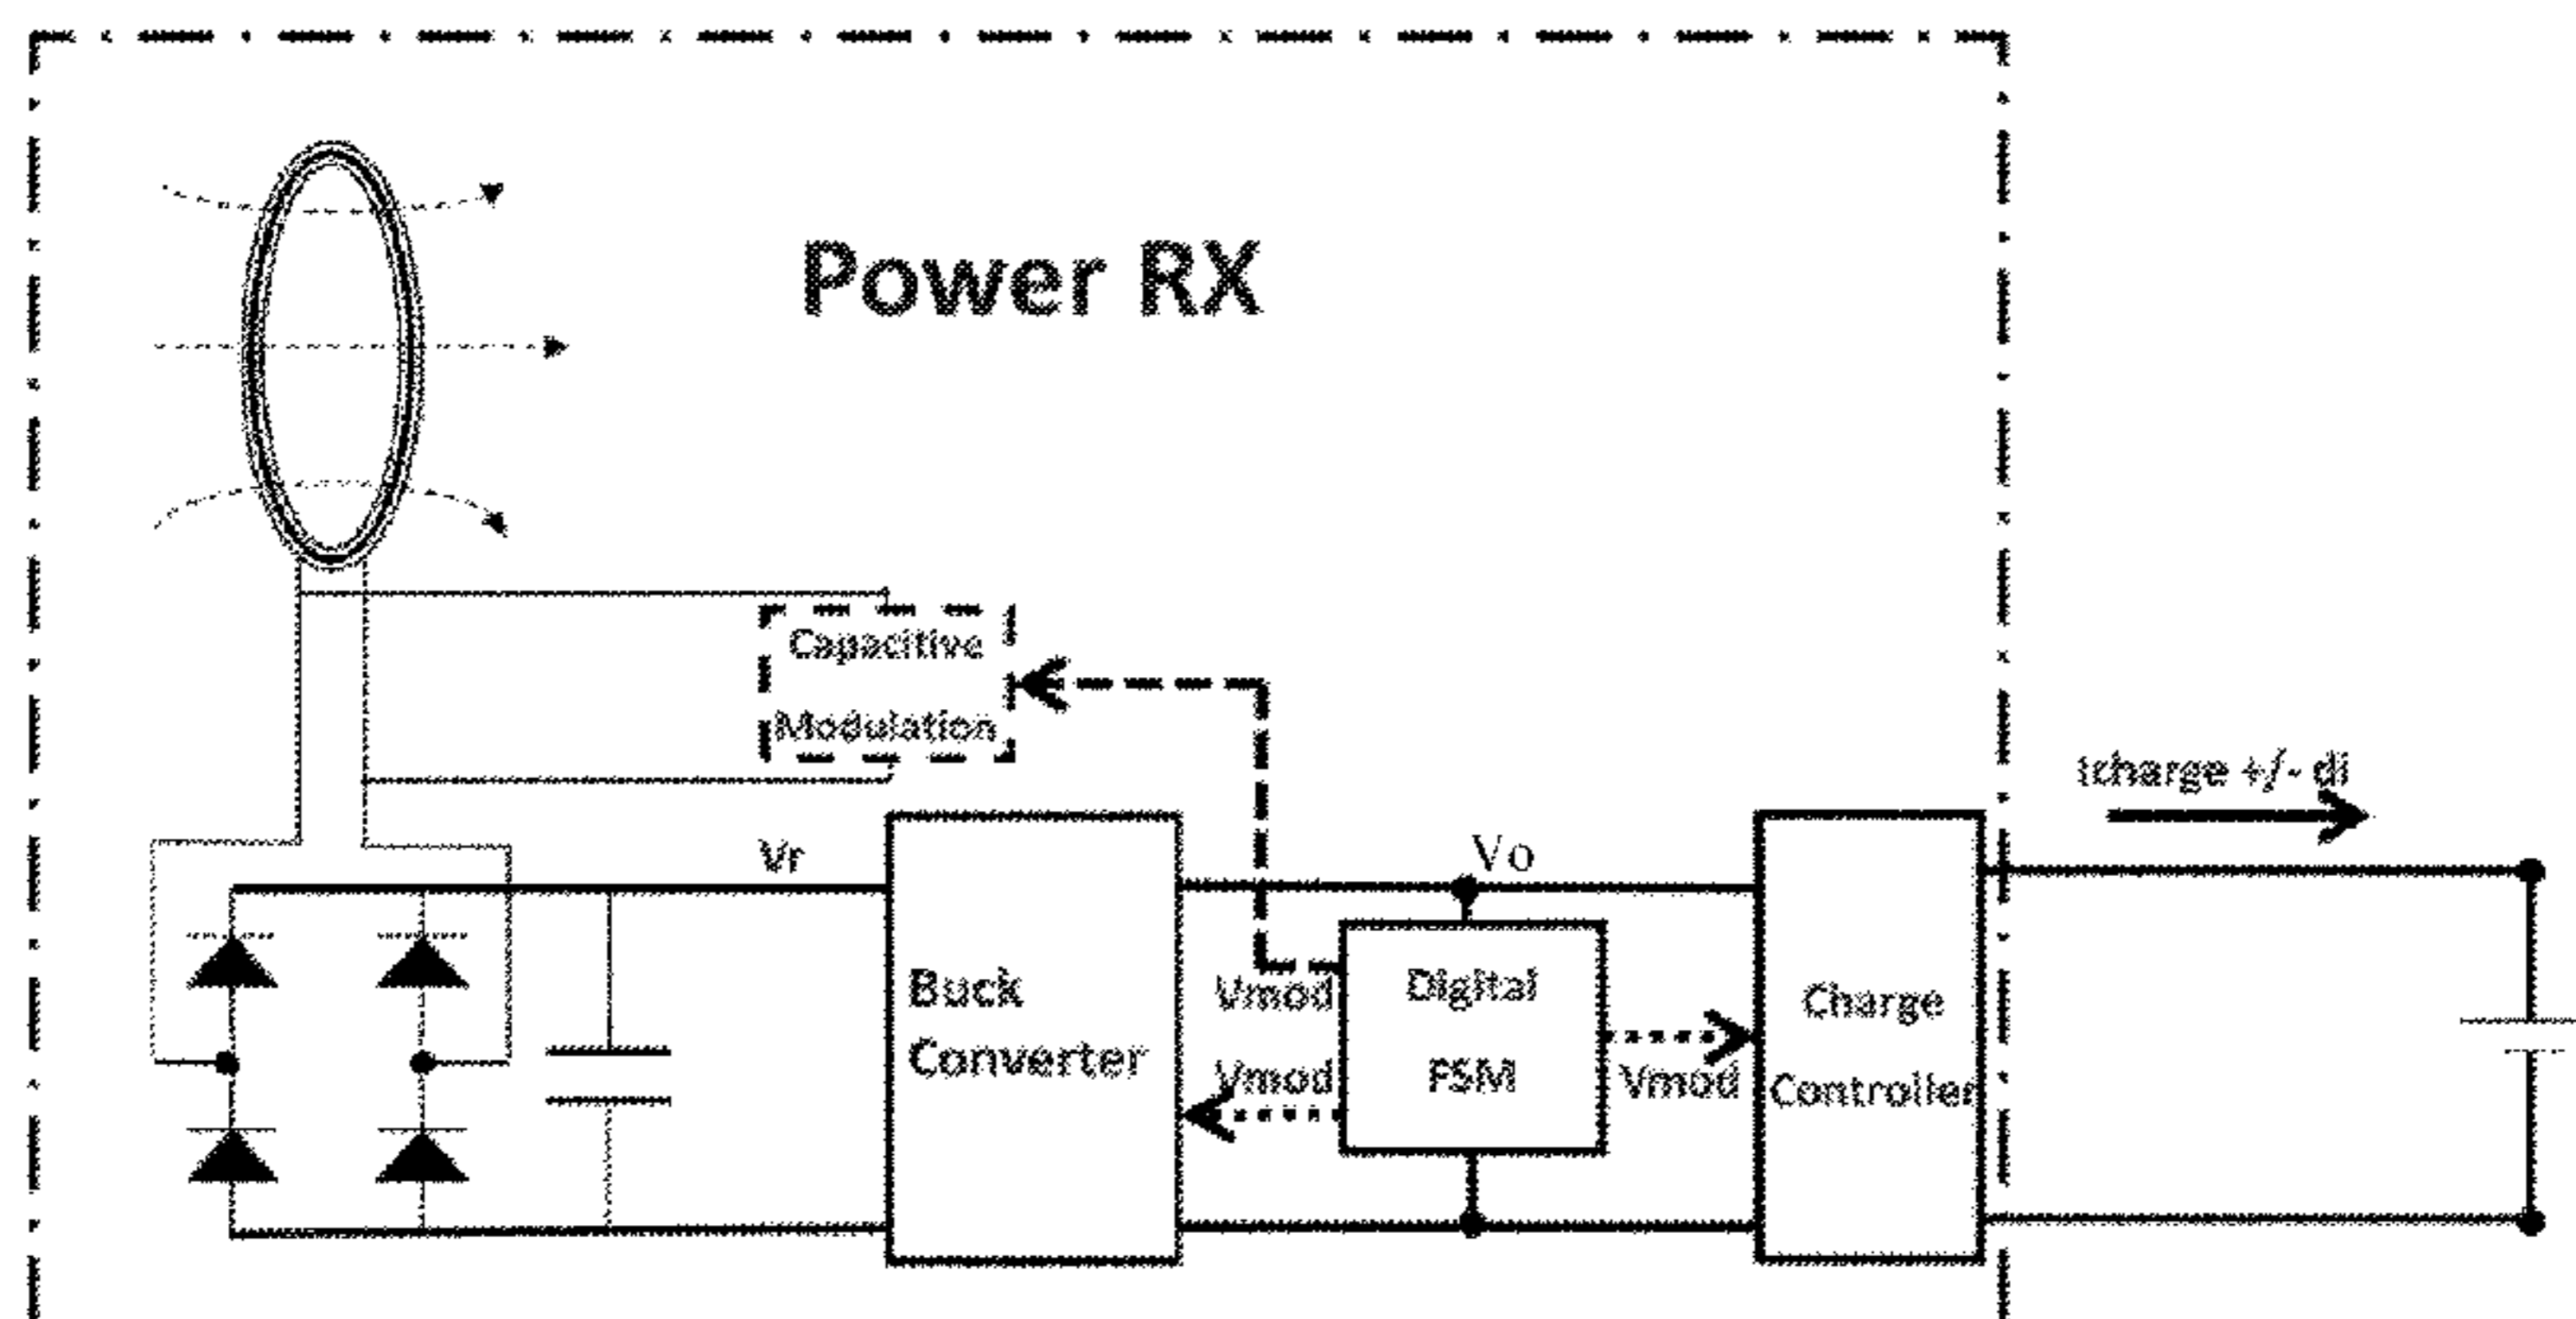 Power RX
Capacitive
Modulation
Icharge +/- di
Vr
Vo
Buck
Converter
Vmod
Vmod
Digital
FSM
Vmod
Charge
Controller